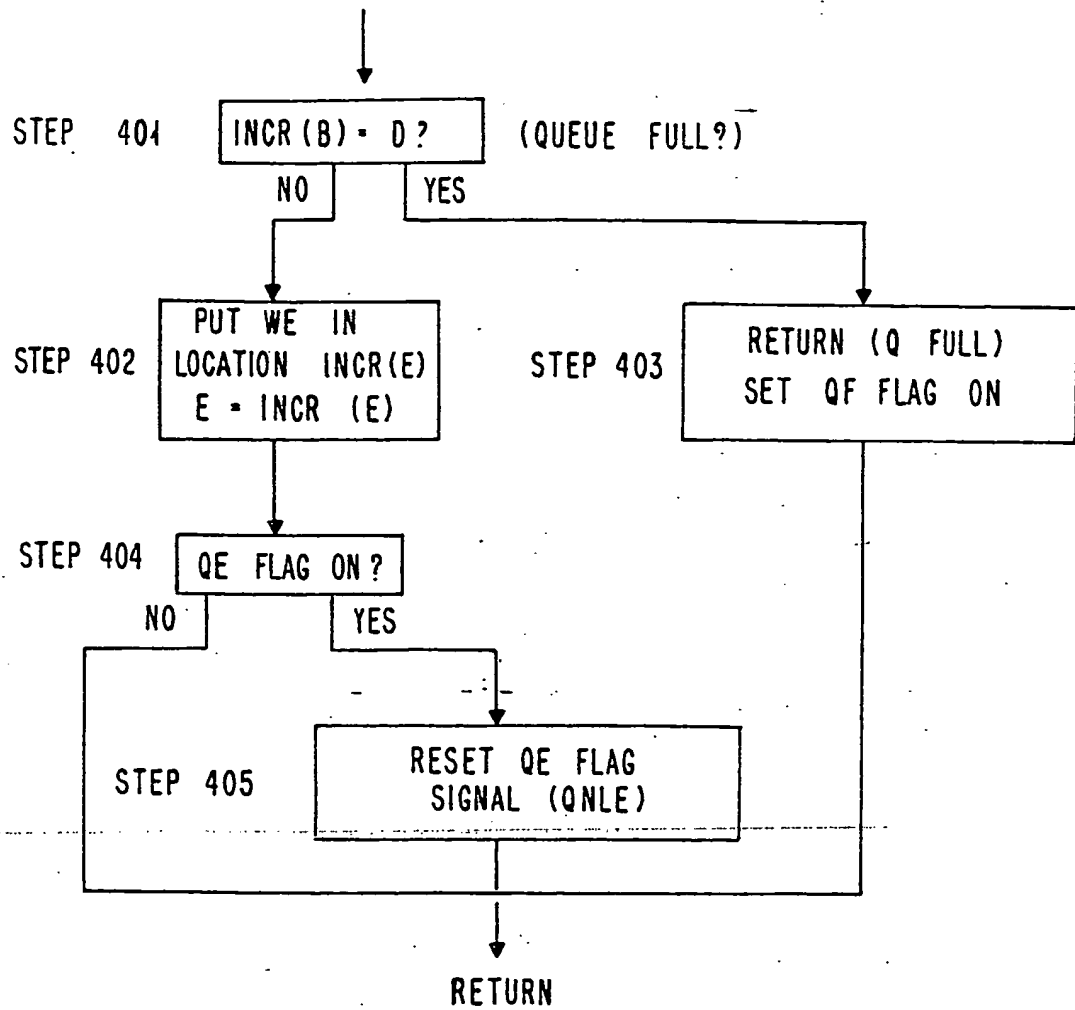 STEP 401 INCR(B) = D? (QUEUE FULL?)
NO YES
PUT WE IN
STEP 402 LOCATION INCR(E)
E = INCR (E)
RETURN (Q FULL)
STEP 403 SET QF FLAG ON
STEP 404 QE FLAG ON?
NO YES
RESET QE FLAG
STEP 405 SIGNAL (QNLE)
RETURN